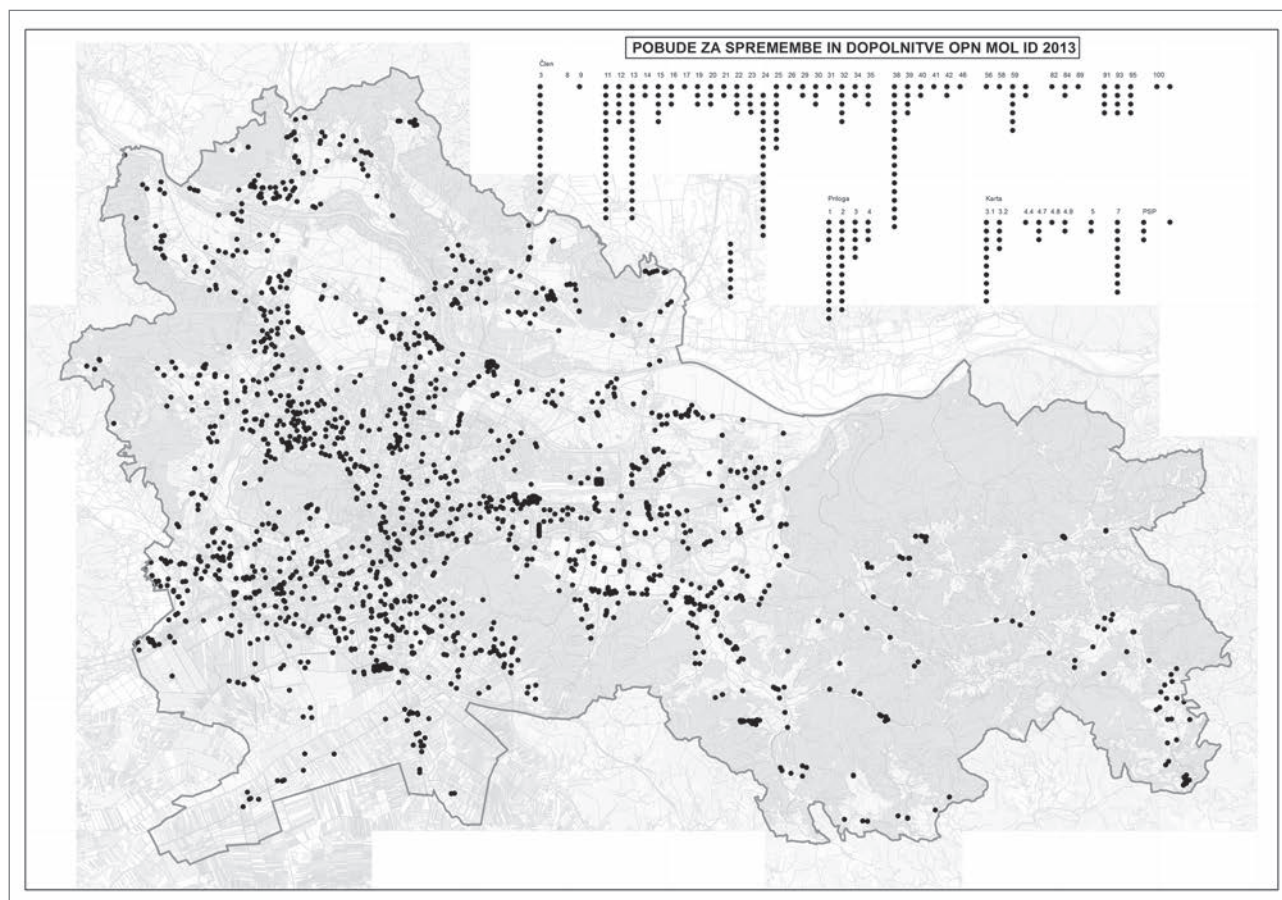 POBUDE ZA SPREMEMBE IN DOPOLNITVE OPN MOL ID 2013
Člen
3 8 9 11 12 13 14 15 16 17 19 20 21 22 23 24 25 26 28 30 31 32 34 35 38 39 40 41 42 46 56 58 59 82 84 89 91 93 95 100
Priloga
1 2 3 4
Karta
3.1 3.2 4.4 4.7 4.8 4.9 5 7 PSP